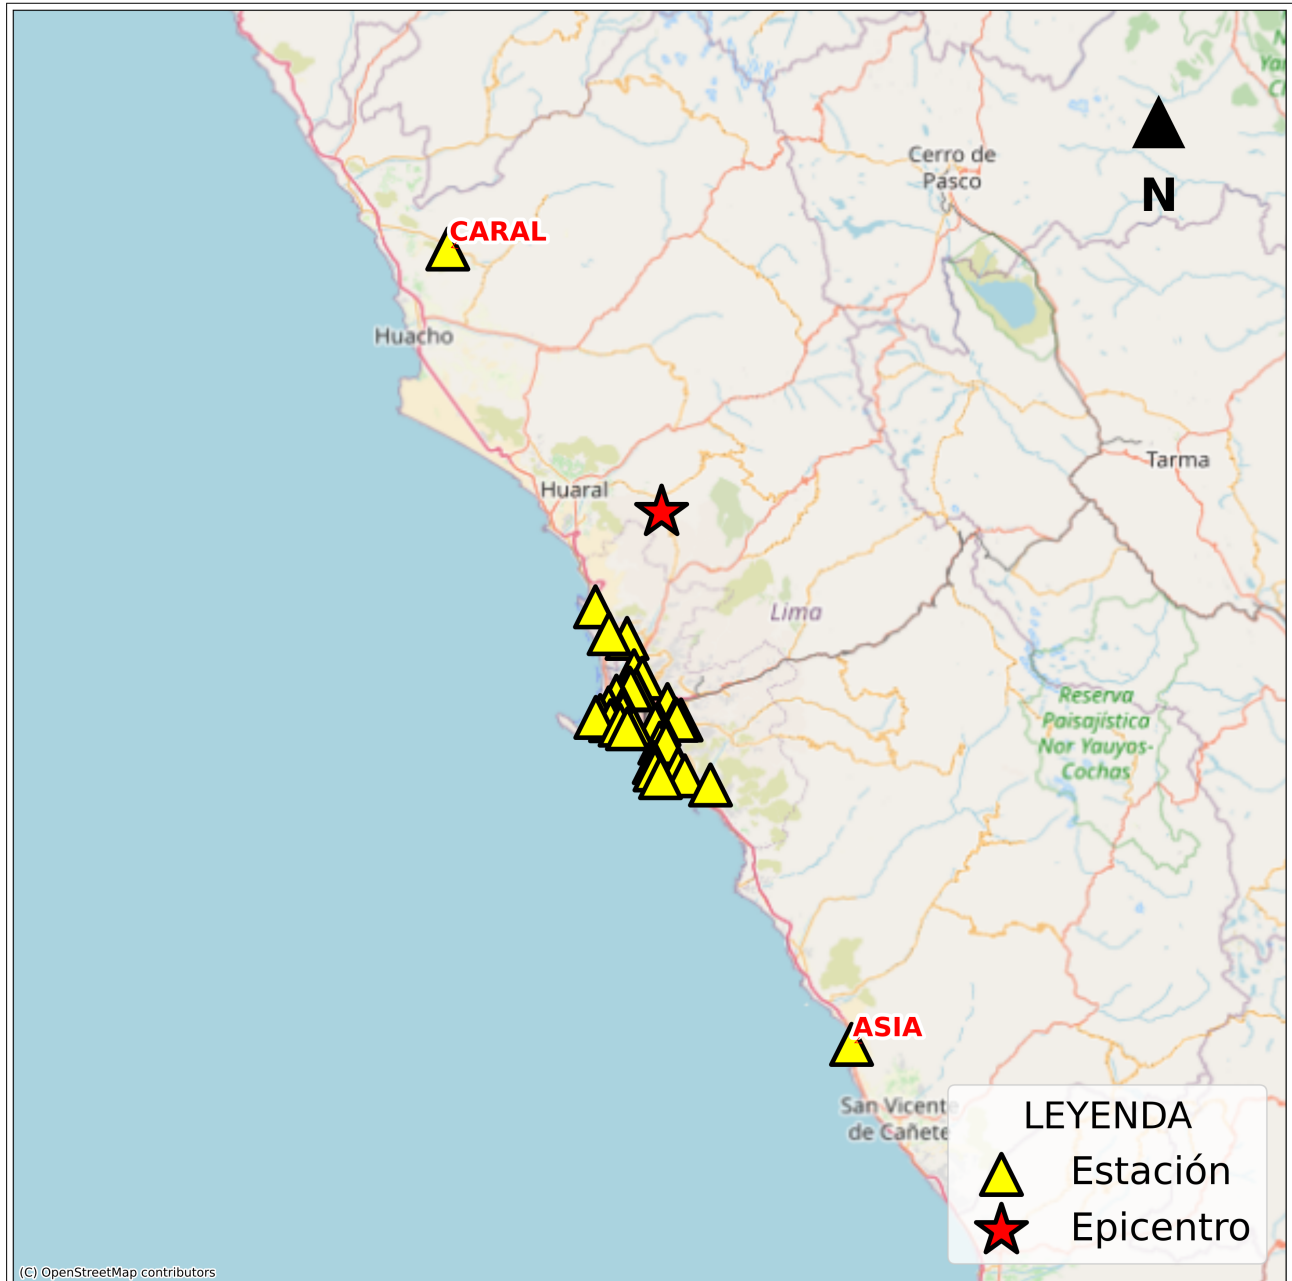 N
Ya
C
Cerro de
Pasco
N
CARAL
Huacho
Tarma
Huaral
Lima
Reserva
Paisajística
Nor Yauyos-
Cochas
ASIA
San Vicente
de Cañete
LEYENDA
Estación
Epicentro
(C) OpenStreetMap contributors